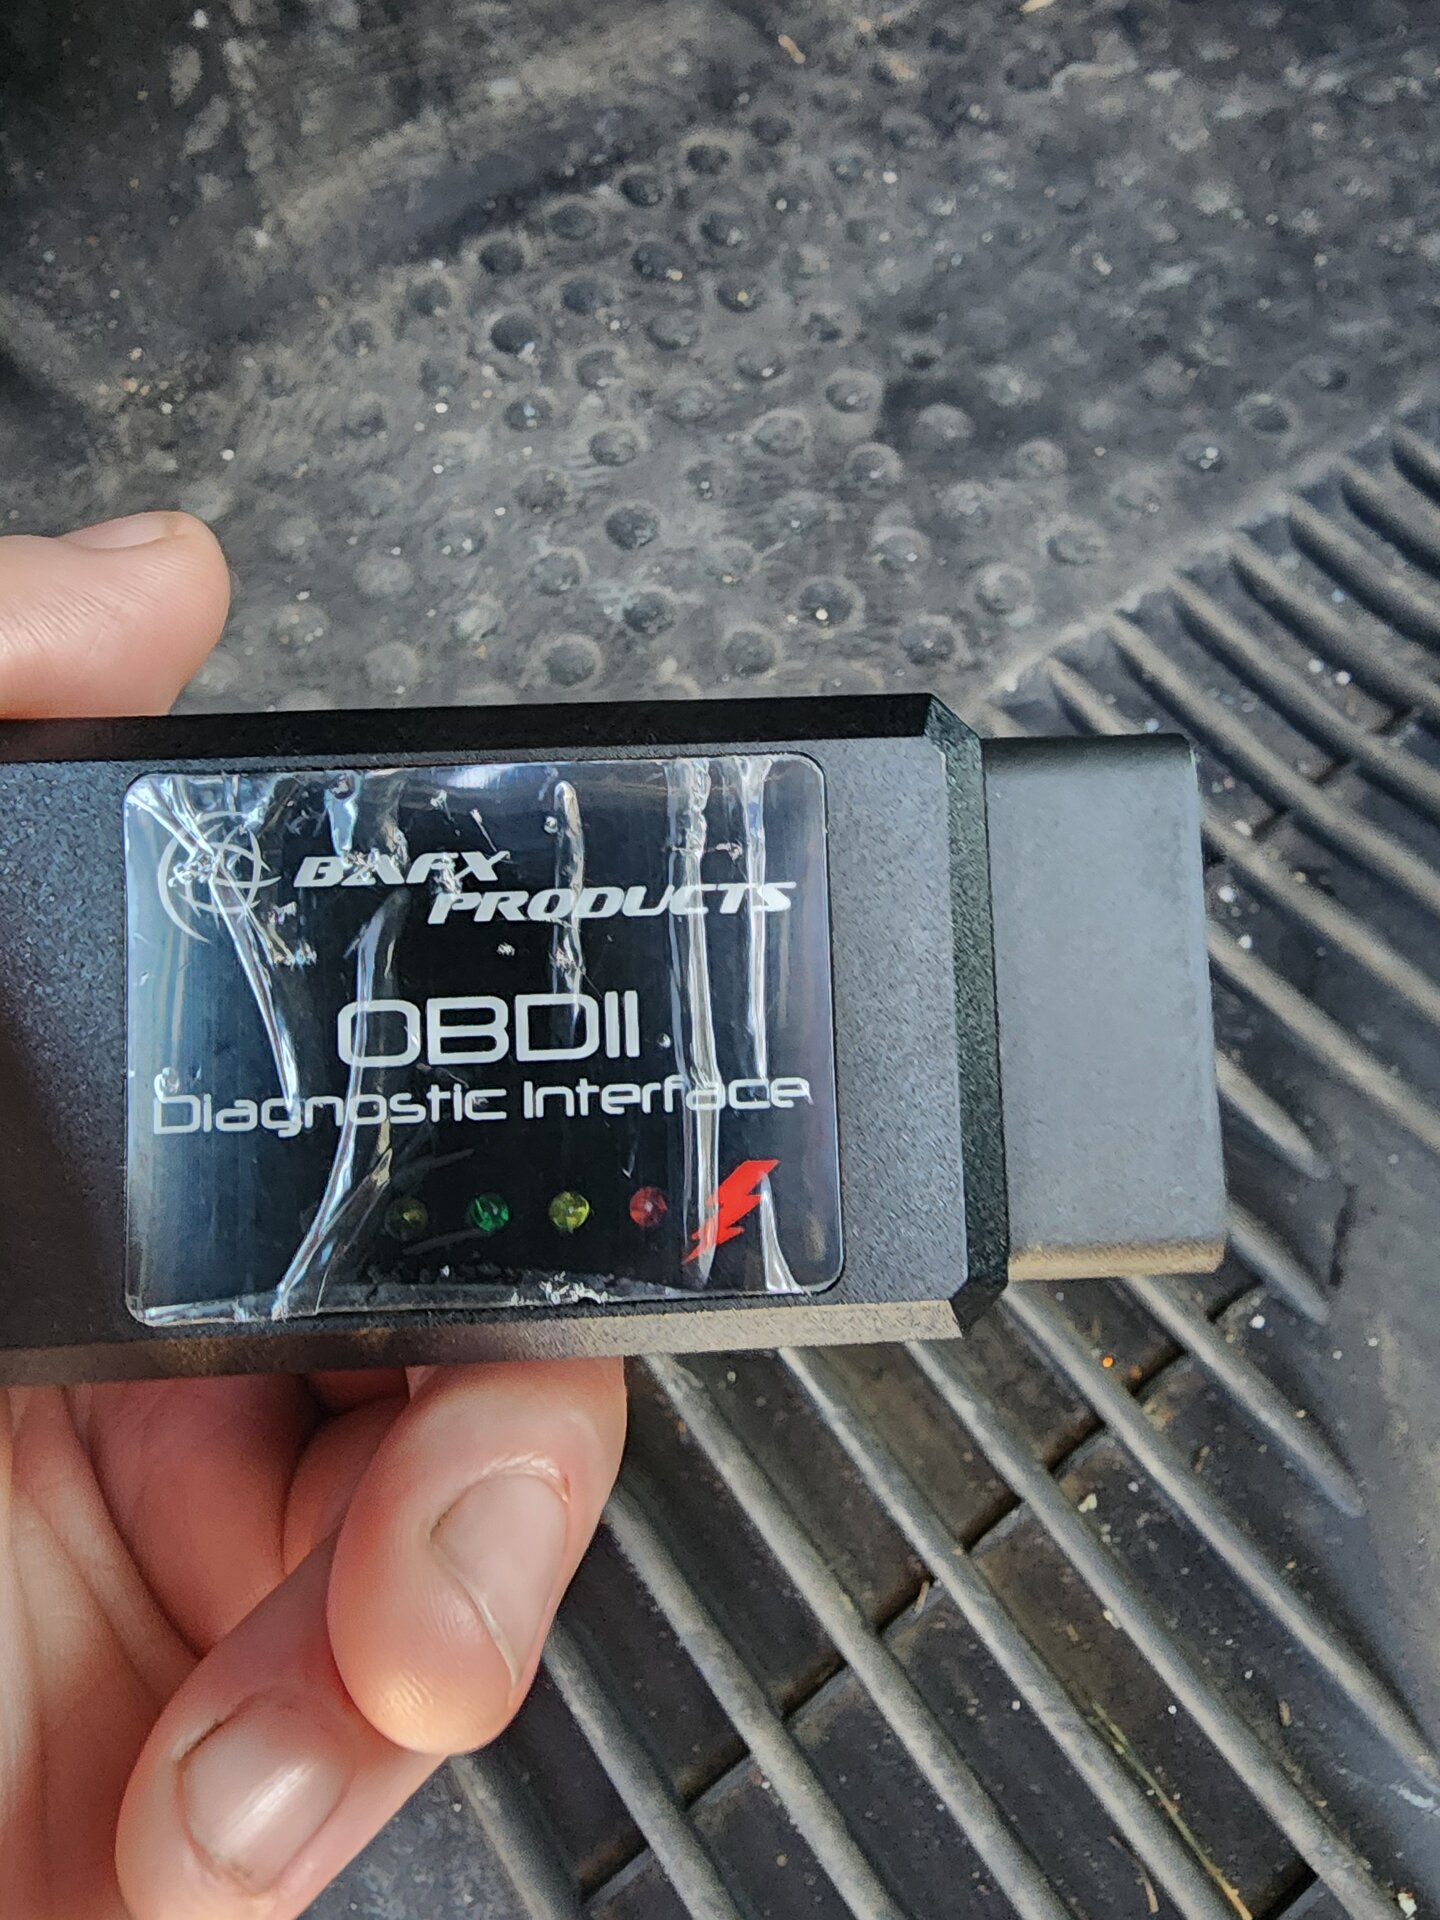 BAFX
PRODUCTS
OBDII
Diagnostic Interface